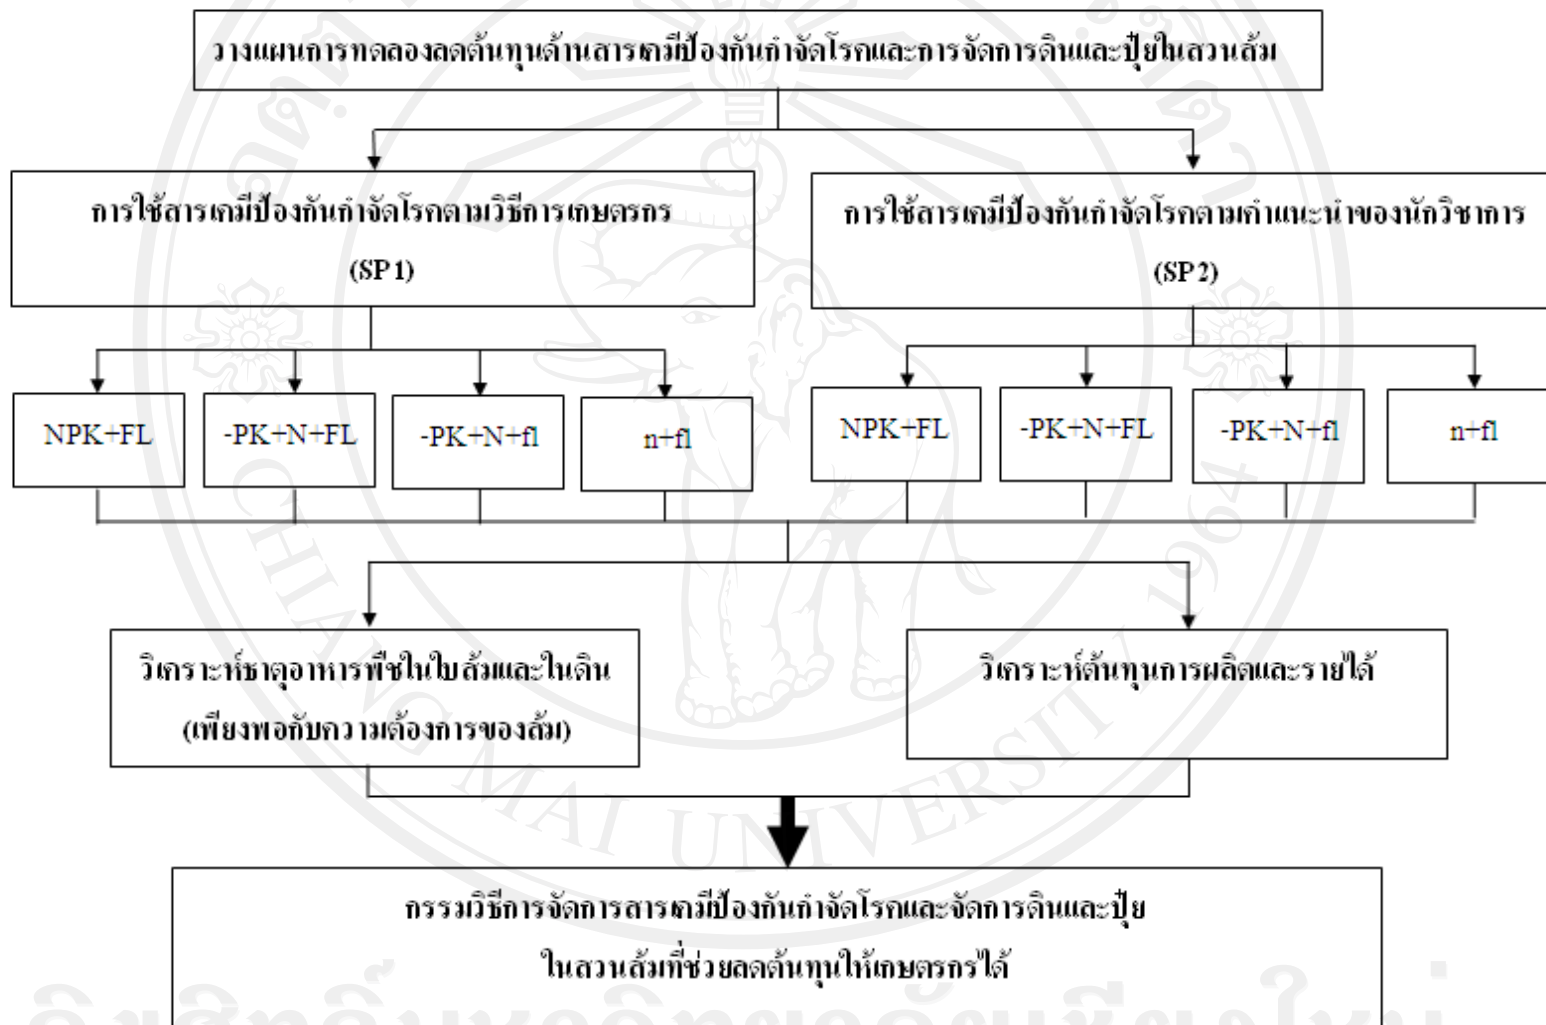 วางแผนการทดลองลดต้นทุนด้านสารเคมีป้องกันกำจัดโรคและการจัดการดินและปุ๋ยในสวนส้ม
การใช้สารเคมีป้องกันกำจัดโรคตามวิธีการเกษตรกร
(SP1)
การใช้สารเคมีป้องกันกำจัดโรคตามคำแนะนำของนักวิชาการ
(SP2)
NPK+FL
-PK+N+FL
-PK+N+fl
n+fl
NPK+FL
-PK+N+FL
-PK+N+fl
n+fl
วิเคราะห์ธาตุอาหารพืชในใบส้มและในดิน
(เพียงพอกับความต้องการของส้ม)
วิเคราะห์ต้นทุนการผลิตและรายได้
กรรมวิธีการจัดการสารเคมีป้องกันกำจัดโรคและจัดการดินและปุ๋ย
ในสวนส้มที่ช่วยลดต้นทุนให้เกษตรกรได้
CHIANG MAI UNIVERSITY 1964